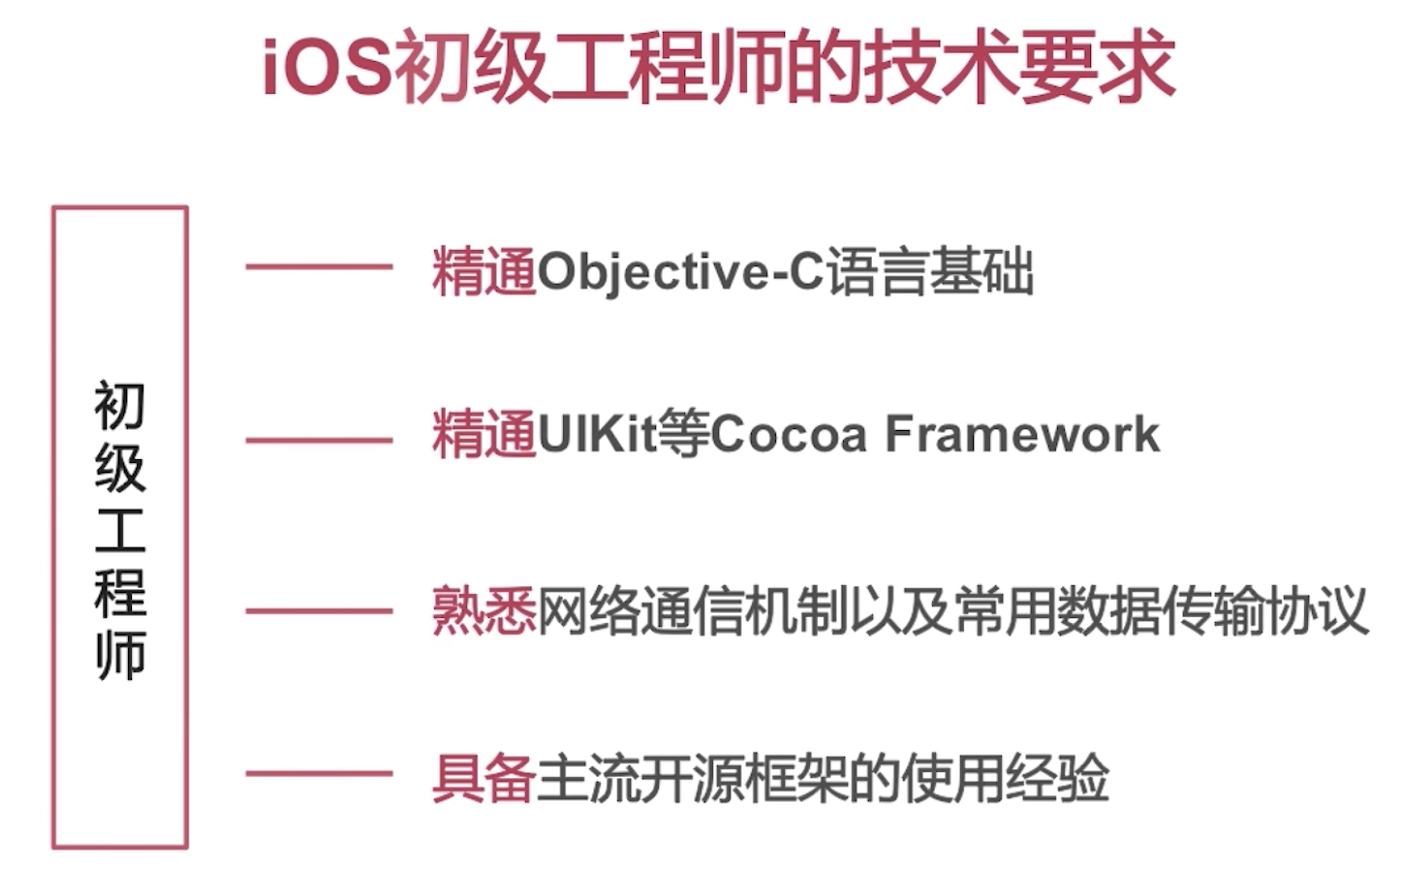 iOS初级工程师的技术要求
初级工程师
精通Objective-C语言基础
精通UIKit等Cocoa Framework
熟悉网络通信机制以及常用数据传输协议
具备主流开源框架的使用经验